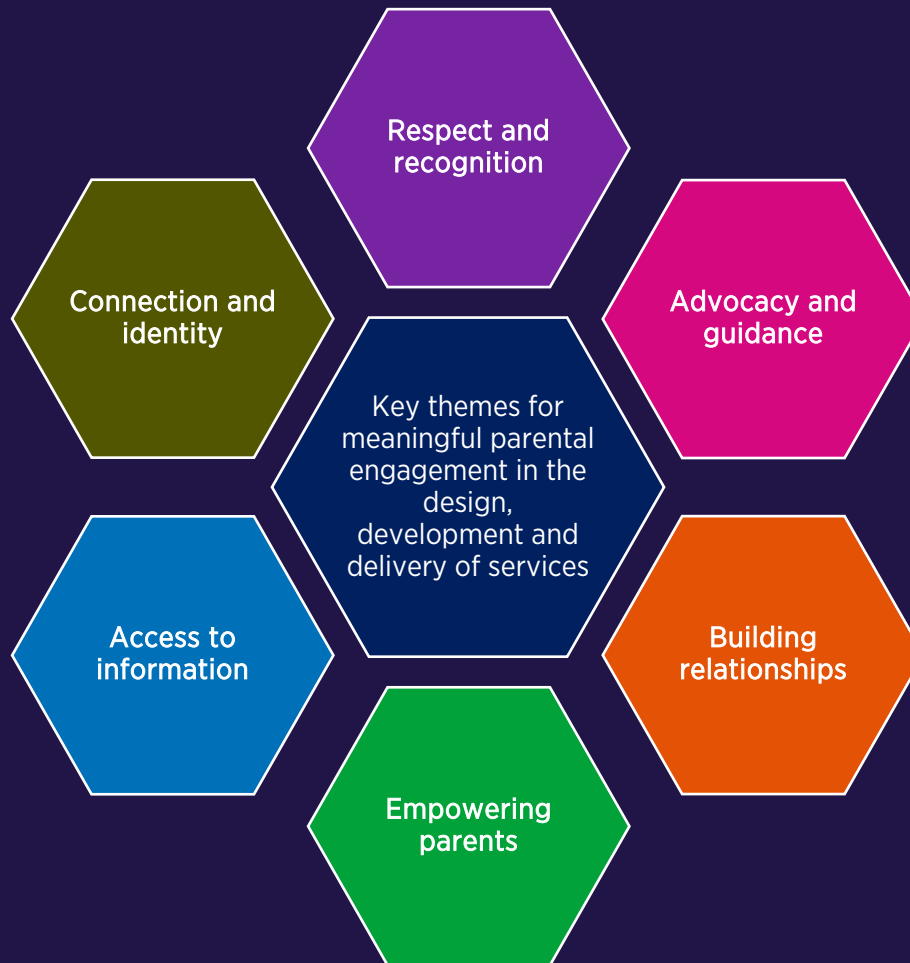 Respect and
recognition
Connection and
identity
Advocacy and
guidance
Key themes for
meaningful parental
engagement in the
design,
development and
delivery of services
Access to
information
Building
relationships
Empowering
parents